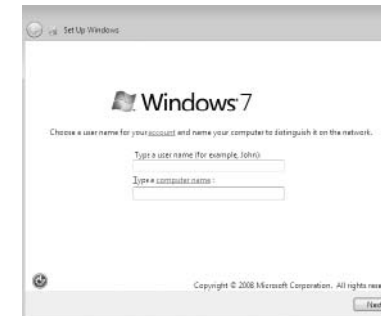 Set Up Windows
Windows 7
Choose a user name for your account and name your computer to distinguish it on the network.
Type a user name (for example, John):
Type a computer name :
Copyright © 2008 Microsoft Corporation. All rights rese
Next